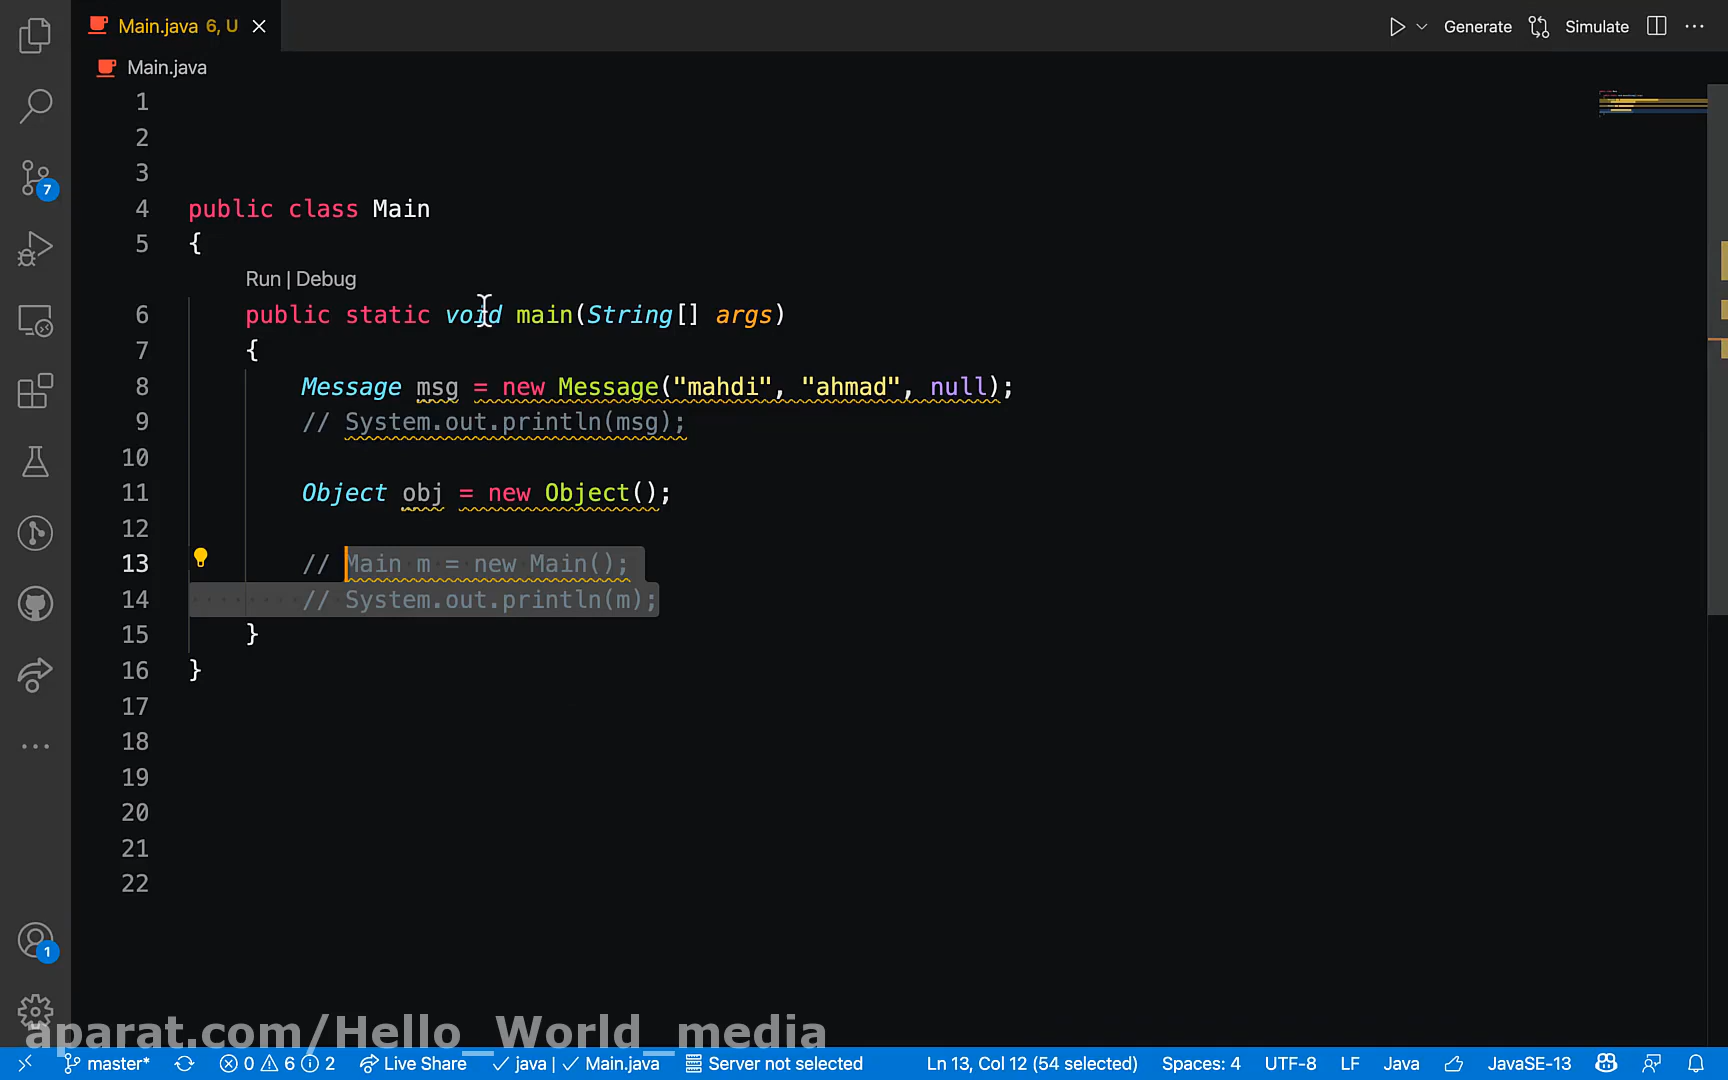 Main.java 6, U
Generate Simulate
Main.java
1
2
3
4 public class Main
5 {
Run | Debug
6 public static void main(String[] args)
7 {
8 Message msg = new Message("mahdi", "ahmad", null);
9 // System.out.println(msg);
10
11 Object obj = new Object();
12
13 // Main m = new Main();
14 // System.out.println(m);
15 }
16 }
17
18
19
20
21
22
7
1
aparat.com/Hello_World_media
master* 0 6 2 Live Share java | Main.java Server not selected Ln 13, Col 12 (54 selected) Spaces: 4 UTF-8 LF Java JavaSE-13